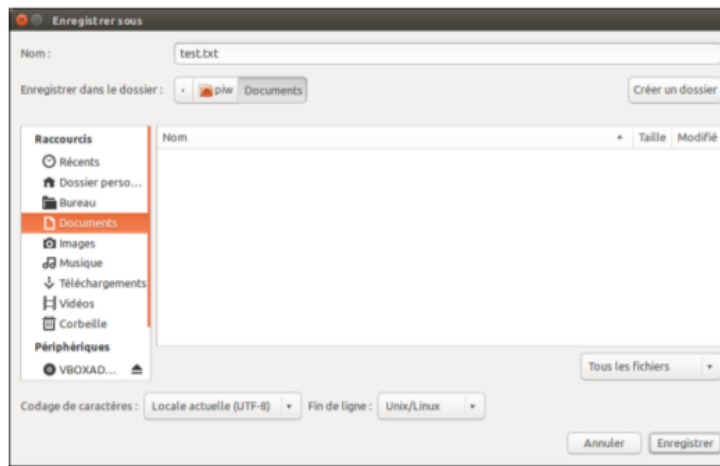 Enregistrer sous
Nom :
test.txt
Enregistrer dans le dossier :
piw
Documents
Créer un dossier
Raccourcis
Récents
Dossier perso...
Bureau
Documents
Images
Musique
Téléchargements
Vidéos
Corbeille
Périphériques
VBOXAD...
Nom
Taille
Modifié
Tous les fichiers
Codage de caractères :
Locale actuelle (UTF-8)
Fin de ligne :
Unix/Linux
Annuler
Enregistrer